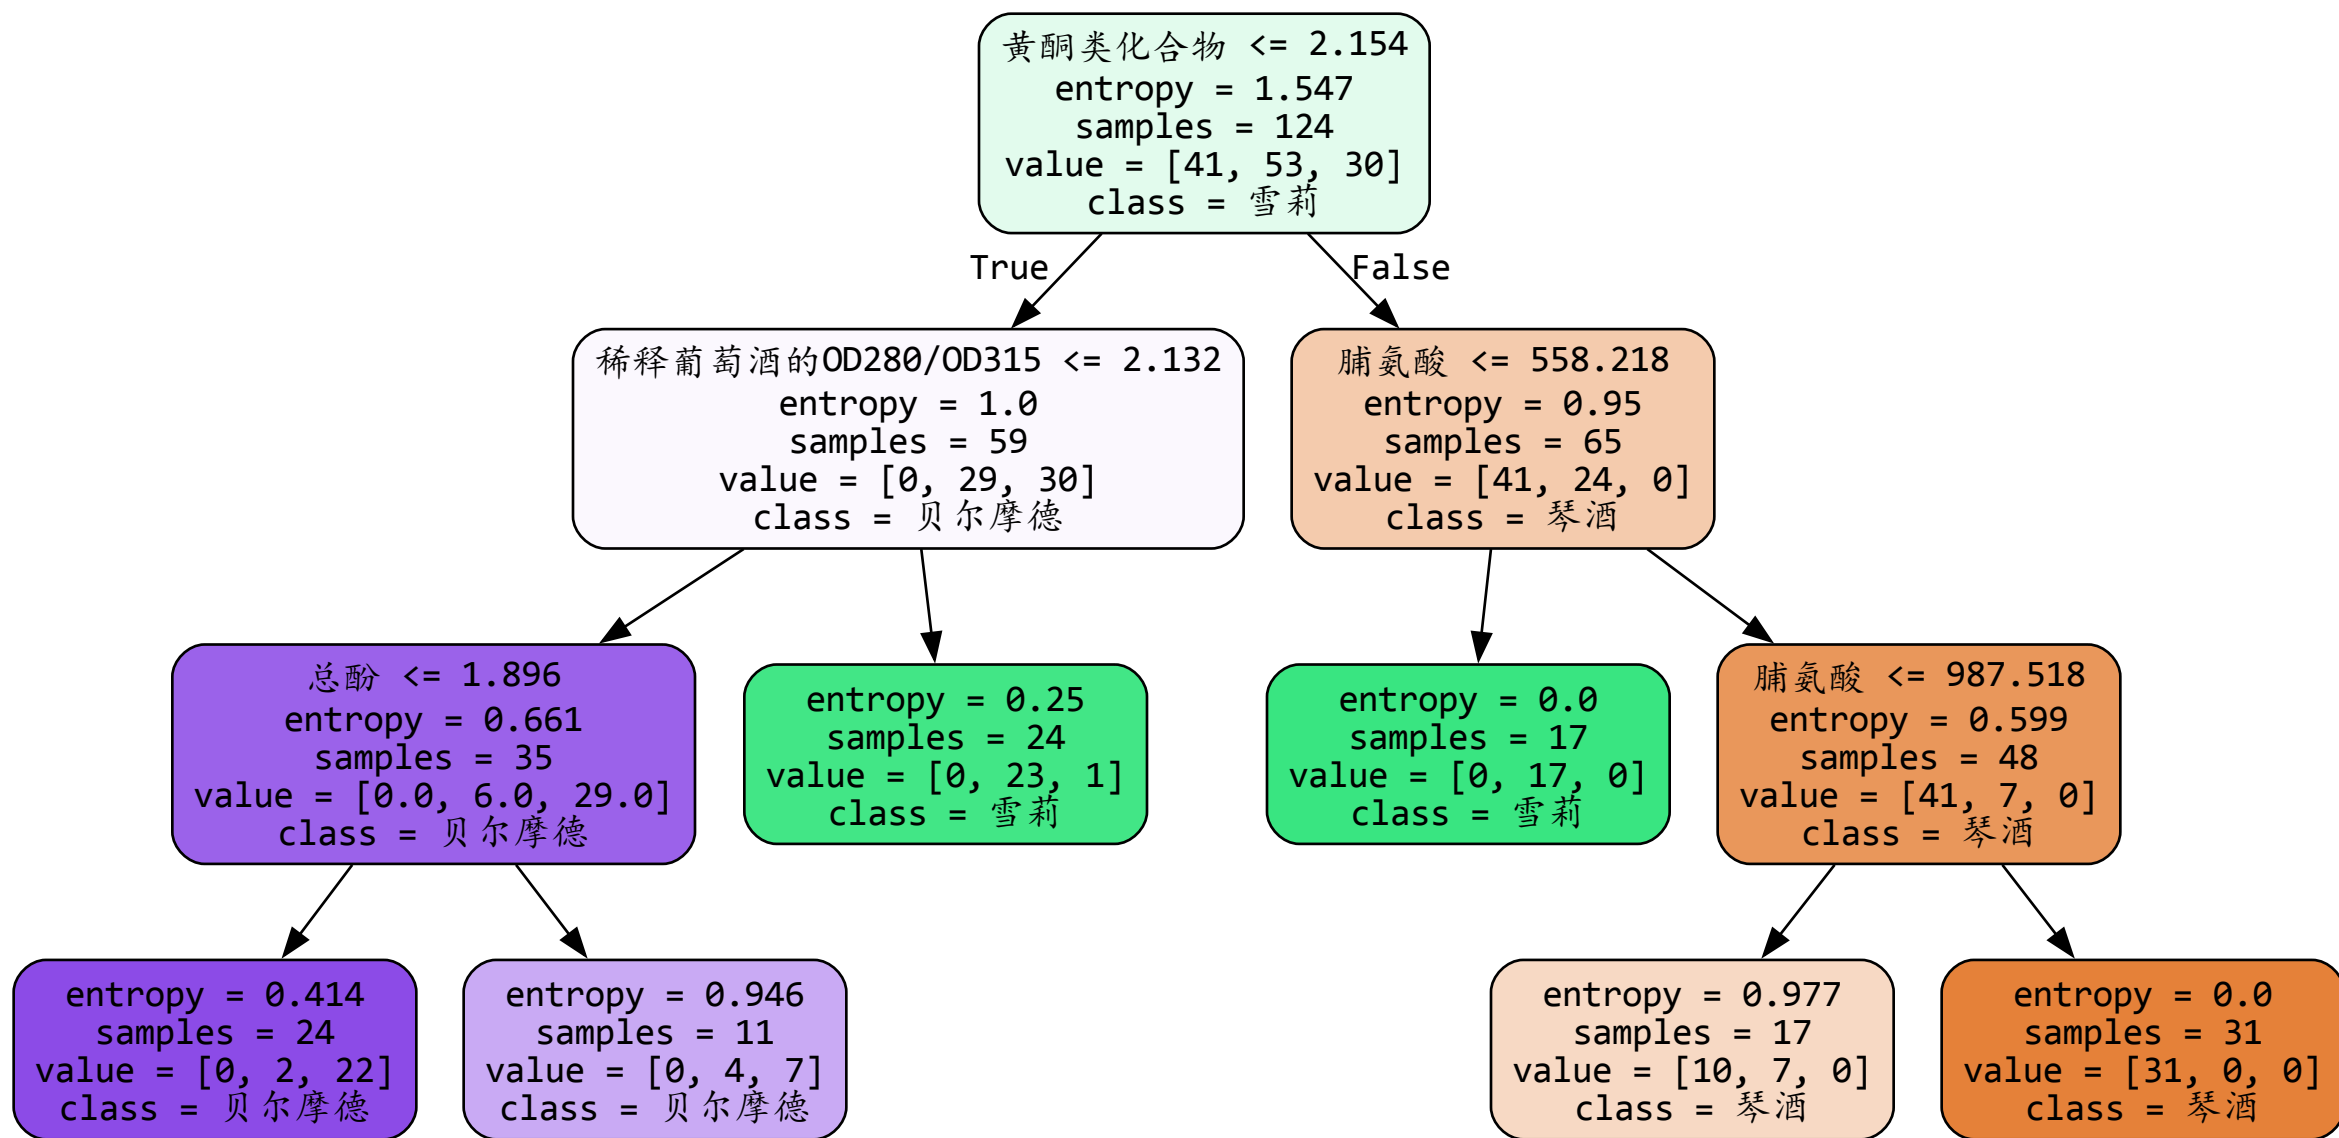 黄酮类化合物 <= 2.154
entropy = 1.547
samples = 124
value = [41, 53, 30]
class = 雪莉
True
False
稀释葡萄酒的OD280/OD315 <= 2.132
entropy = 1.0
samples = 59
value = [0, 29, 30]
class = 贝尔摩德
脯氨酸 <= 558.218
entropy = 0.95
samples = 65
value = [41, 24, 0]
class = 琴酒
总酚 <= 1.896
entropy = 0.661
samples = 35
value = [0.0, 6.0, 29.0]
class = 贝尔摩德
entropy = 0.25
samples = 24
value = [0, 23, 1]
class = 雪莉
entropy = 0.0
samples = 17
value = [0, 17, 0]
class = 雪莉
脯氨酸 <= 987.518
entropy = 0.599
samples = 48
value = [41, 7, 0]
class = 琴酒
entropy = 0.414
samples = 24
value = [0, 2, 22]
class = 贝尔摩德
entropy = 0.946
samples = 11
value = [0, 4, 7]
class = 贝尔摩德
entropy = 0.977
samples = 17
value = [10, 7, 0]
class = 琴酒
entropy = 0.0
samples = 31
value = [31, 0, 0]
class = 琴酒